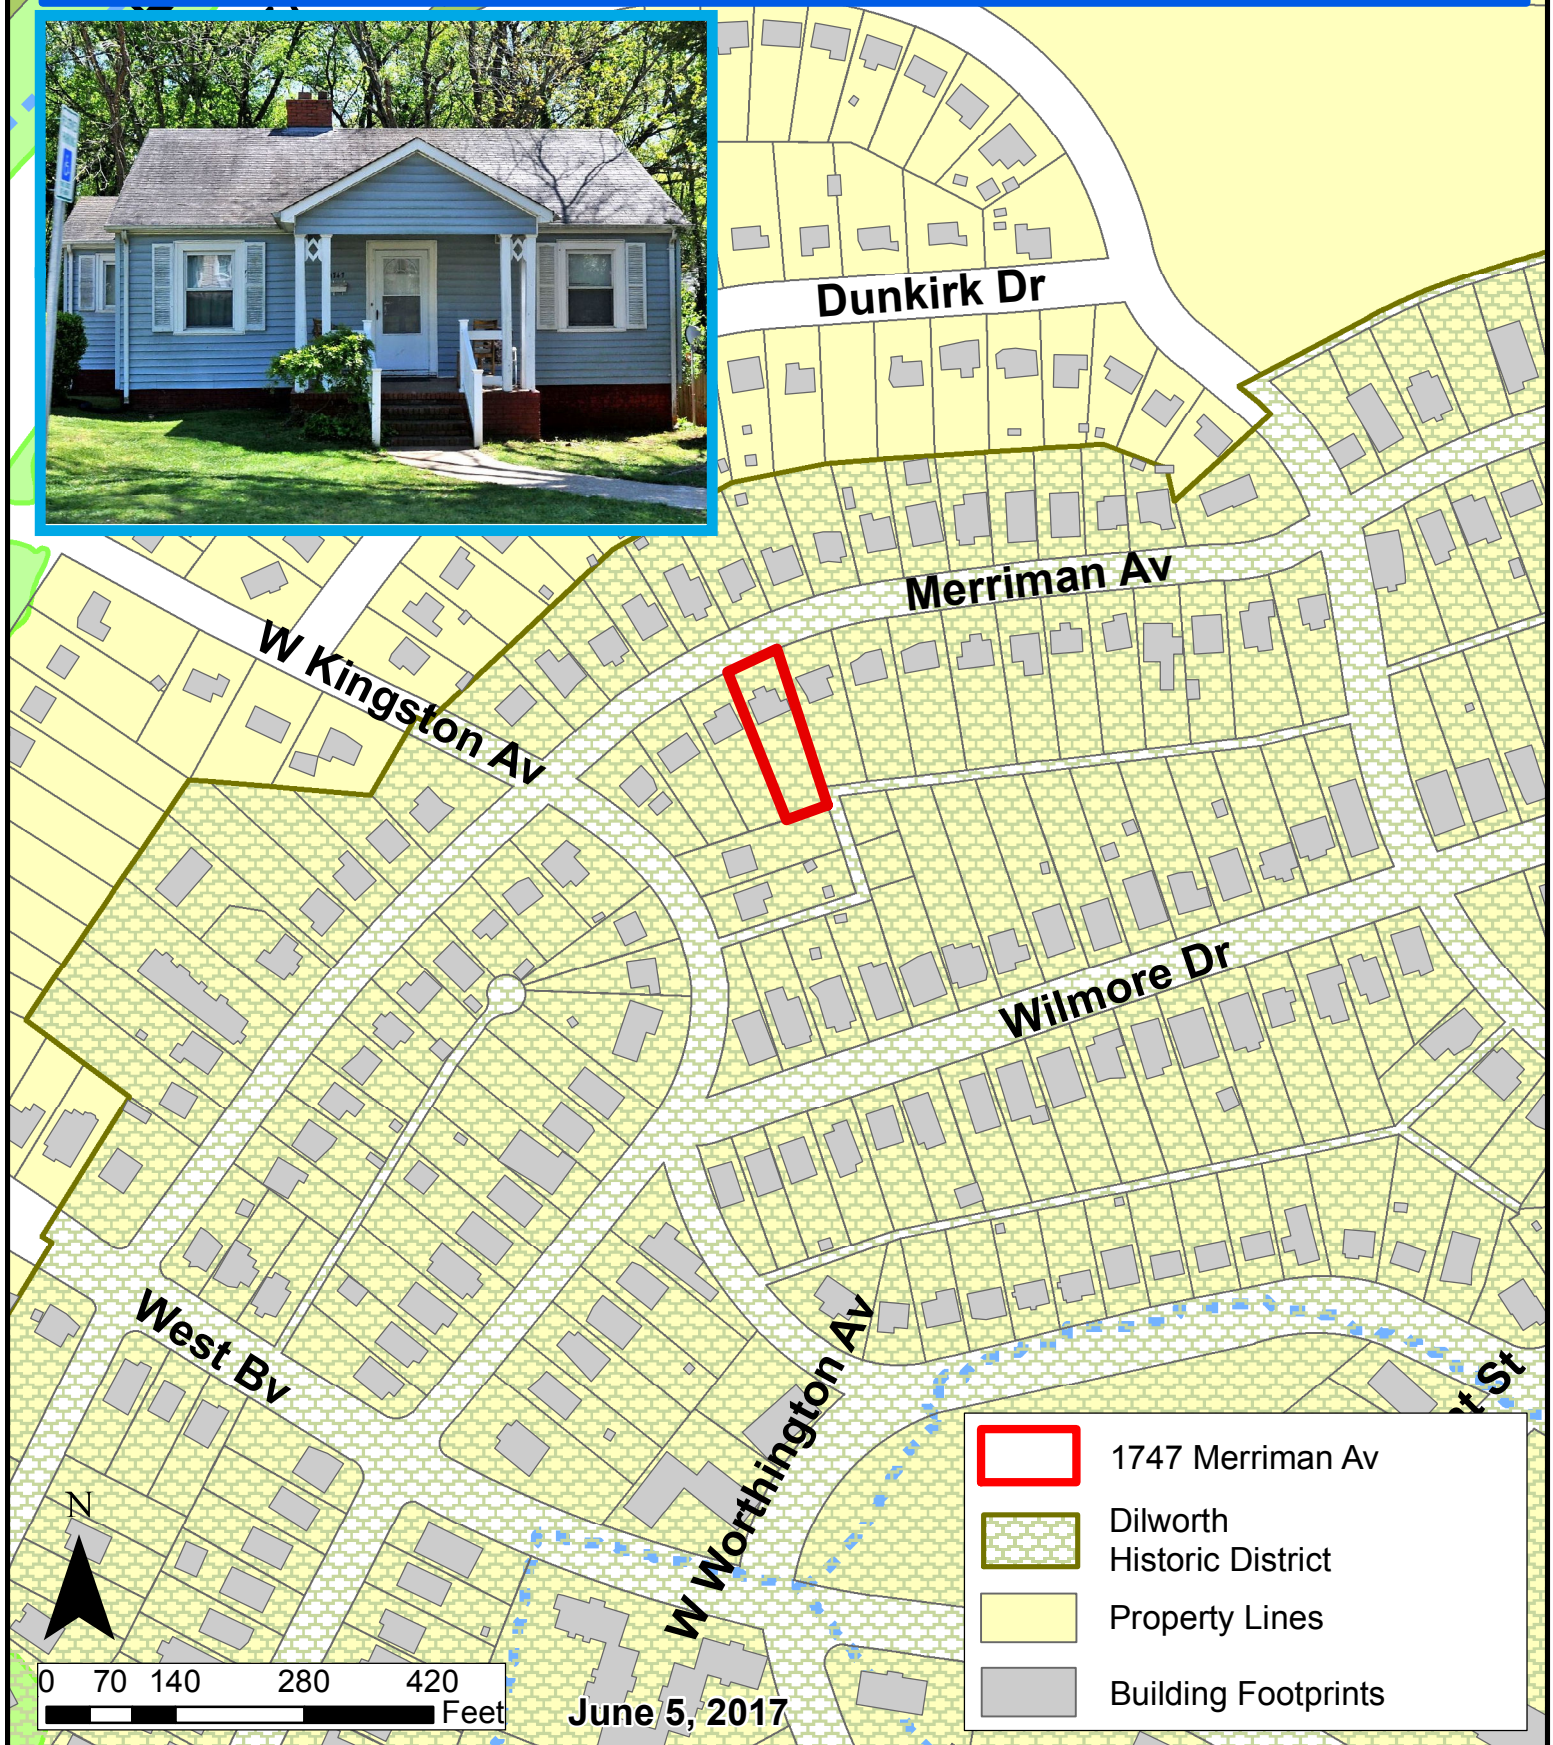 Dunkirk Dr
Merriman Av
W Kingston Av
Wilmore Dr
West Bv
W Worthington Av
St
N
0 70 140 280 420
Feet
June 5, 2017
1747 Merriman Av
Dilworth
Historic District
Property Lines
Building Footprints